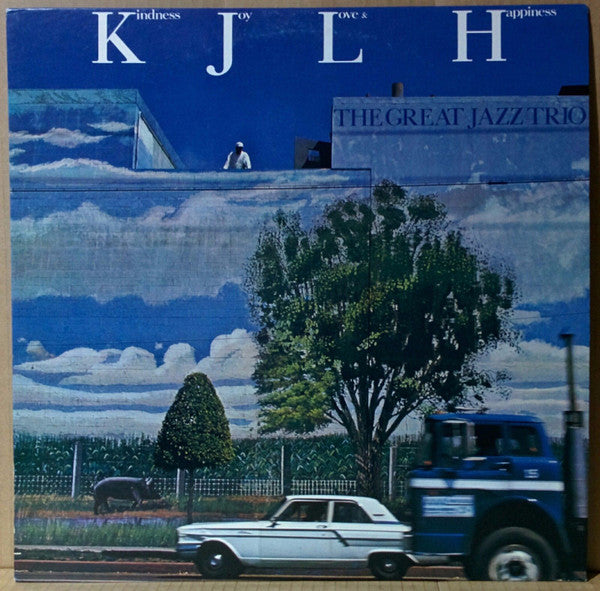 Kindness Joy Love & Happiness
THE GREAT JAZZ TRIO